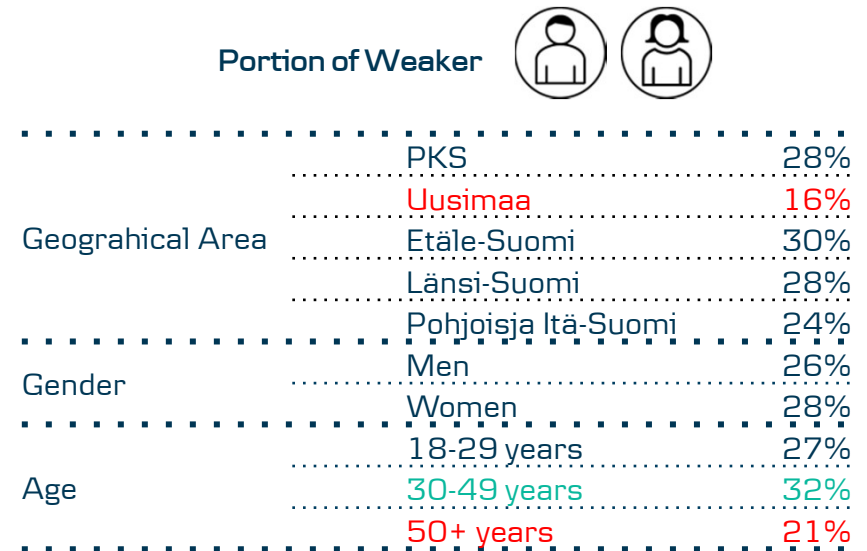 Portion of Weaker
PKS 28%
Uusimaa 16%
Geograhical Area Etäle-Suomi 30%
Länsi-Suomi 28%
Pohjoisja Itä-Suomi 24%
Gender
Men 26%
Women 28%
18-29 years 27%
Age 30-49 years 32%
50+ years 21%